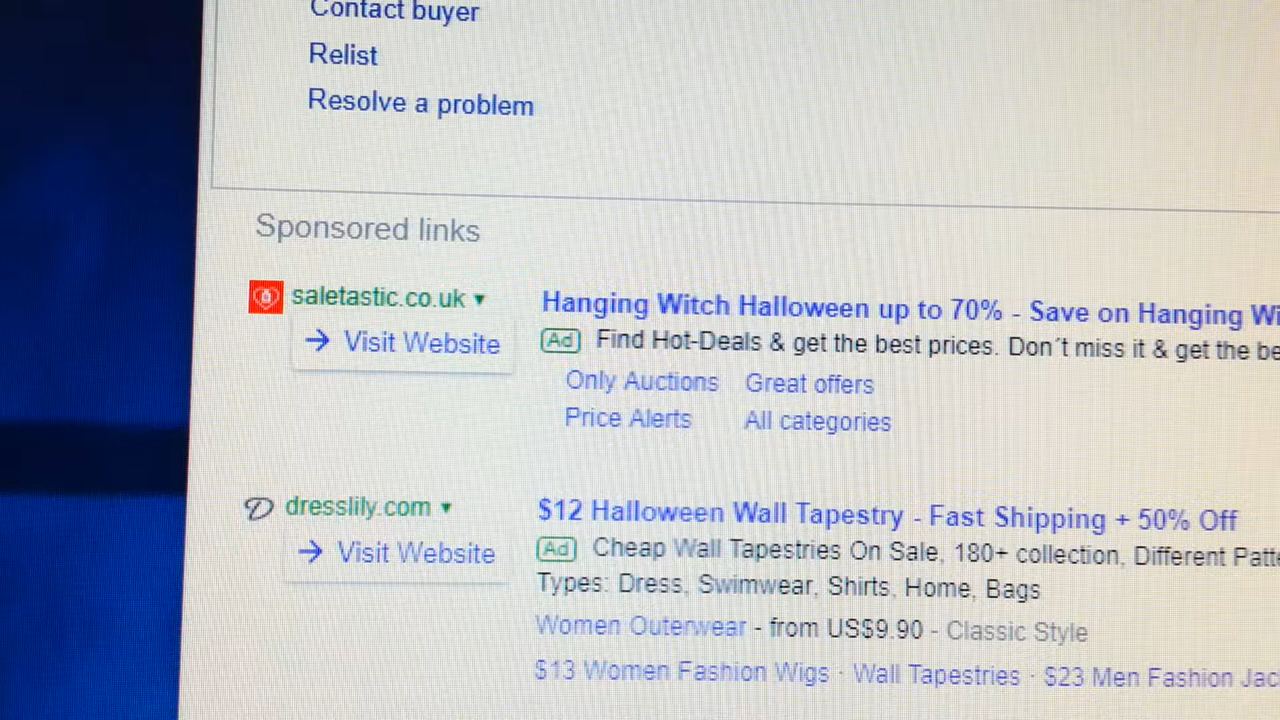 Contact buyer
Relist
Resolve a problem
Sponsored links
saletastic.co.uk ▼
→ Visit Website
Hanging Witch Halloween up to 70% - Save on Hanging Wi
Ad Find Hot-Deals & get the best prices. Don´t miss it & get the be
Only Auctions Great offers
Price Alerts All categories
dresslily.com ▼
→ Visit Website
$12 Halloween Wall Tapestry - Fast Shipping + 50% Off
Ad Cheap Wall Tapestries On Sale, 180+ collection, Different Patte
Types: Dress, Swimwear, Shirts, Home, Bags
Women Outerwear - from US$9.90 - Classic Style
$13 Women Fashion Wigs · Wall Tapestries · $23 Men Fashion Jac